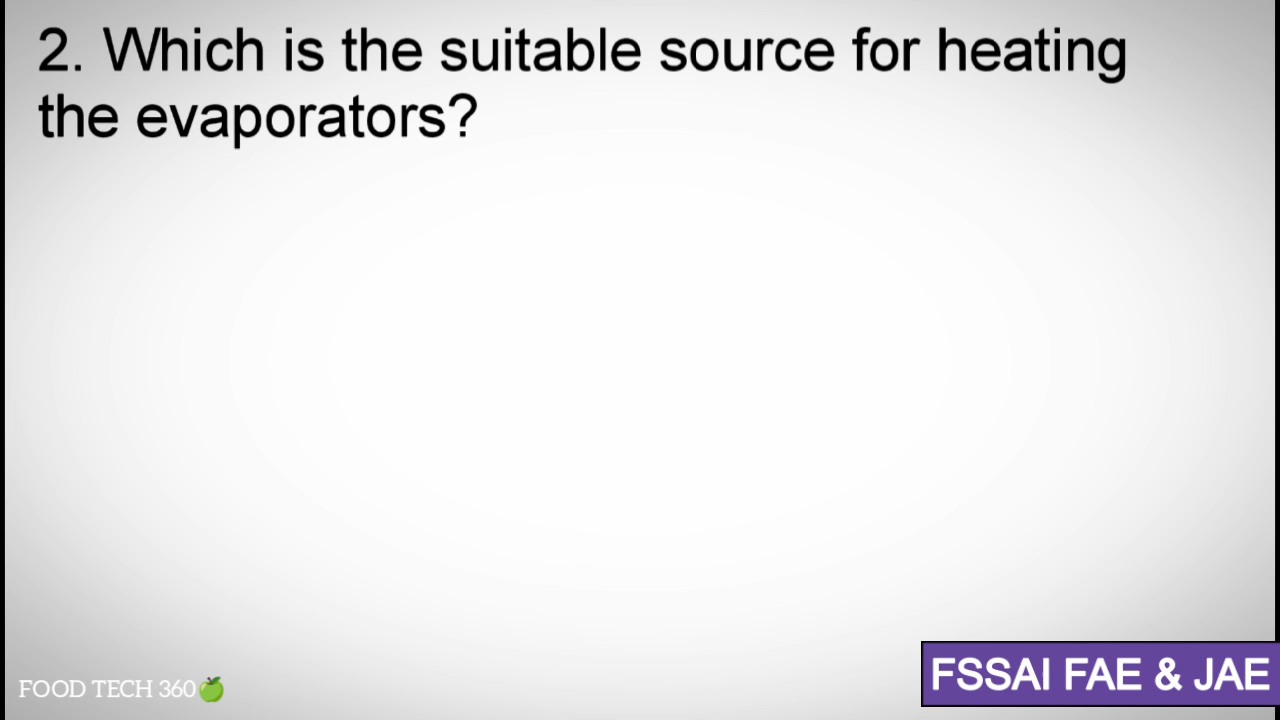 2. Which is the suitable source for heating
the evaporators?
FOOD TECH 360
FSSAI FAE & JAE